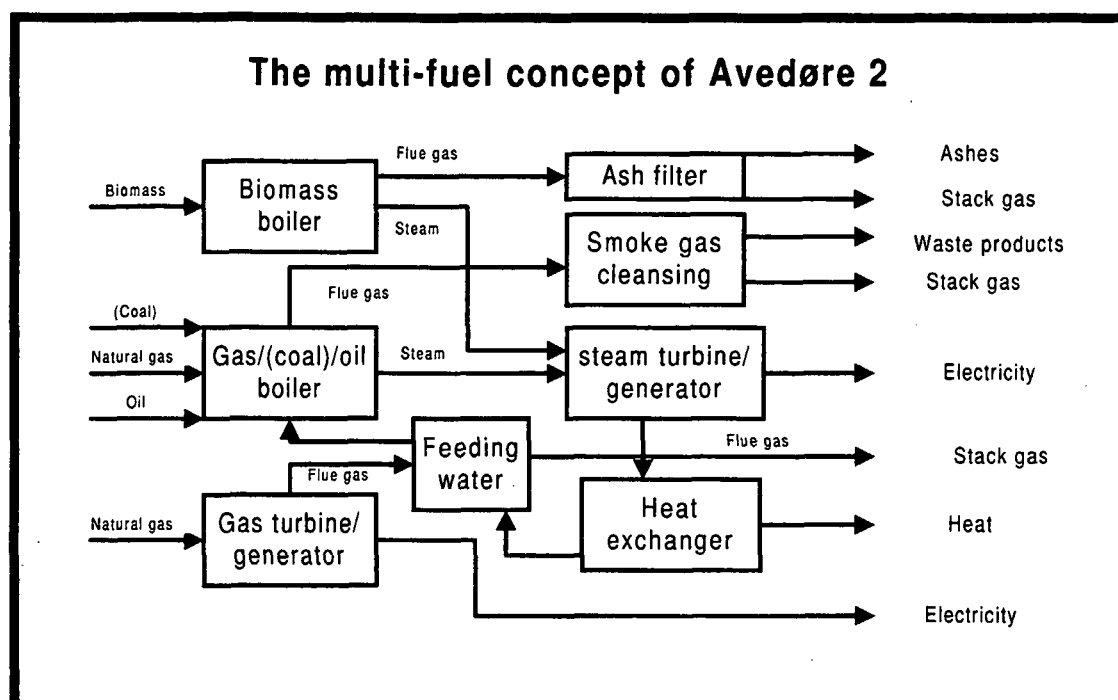 The multi-fuel concept of Avedøre 2
Flue gas
Ashes
Biomass
Biomass
boiler
Ash filter
Stack gas
Steam
Smoke gas
cleansing
Waste products
Flue gas
Stack gas
(Coal)
Natural gas
Gas/(coal)/oil
boiler
Steam
steam turbine/
generator
Electricity
Oil
Feeding
water
Flue gas
Stack gas
Flue gas
Natural gas
Gas turbine/
generator
Heat
exchanger
Heat
Electricity